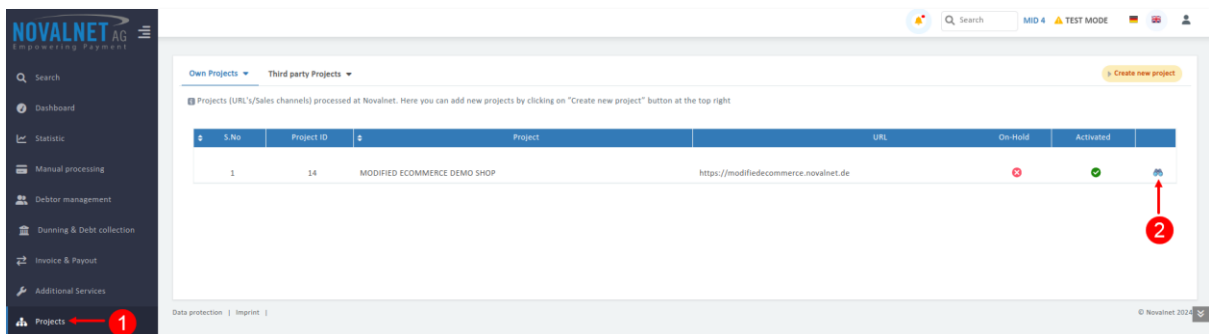 NOVALNET AG
Empowering Payment
Search
MID 4
TEST MODE
Search
Dashboard
Statistic
Manual processing
Debtor management
Dunning & Debt collection
Invoice & Payout
Additional Services
Projects
1
Own Projects
Third party Projects
Create new project
Projects (URL's/Sales channels) processed at Novalnet. Here you can add new projects by clicking on "Create new project" button at the top right
S.No Project ID Project URL On-Hold Activated
1 14 MODIFIED ECOMMERCE DEMO SHOP https://modifiedecommerce.novalnet.de
2
Data protection | Imprint |
© Novalnet 2024